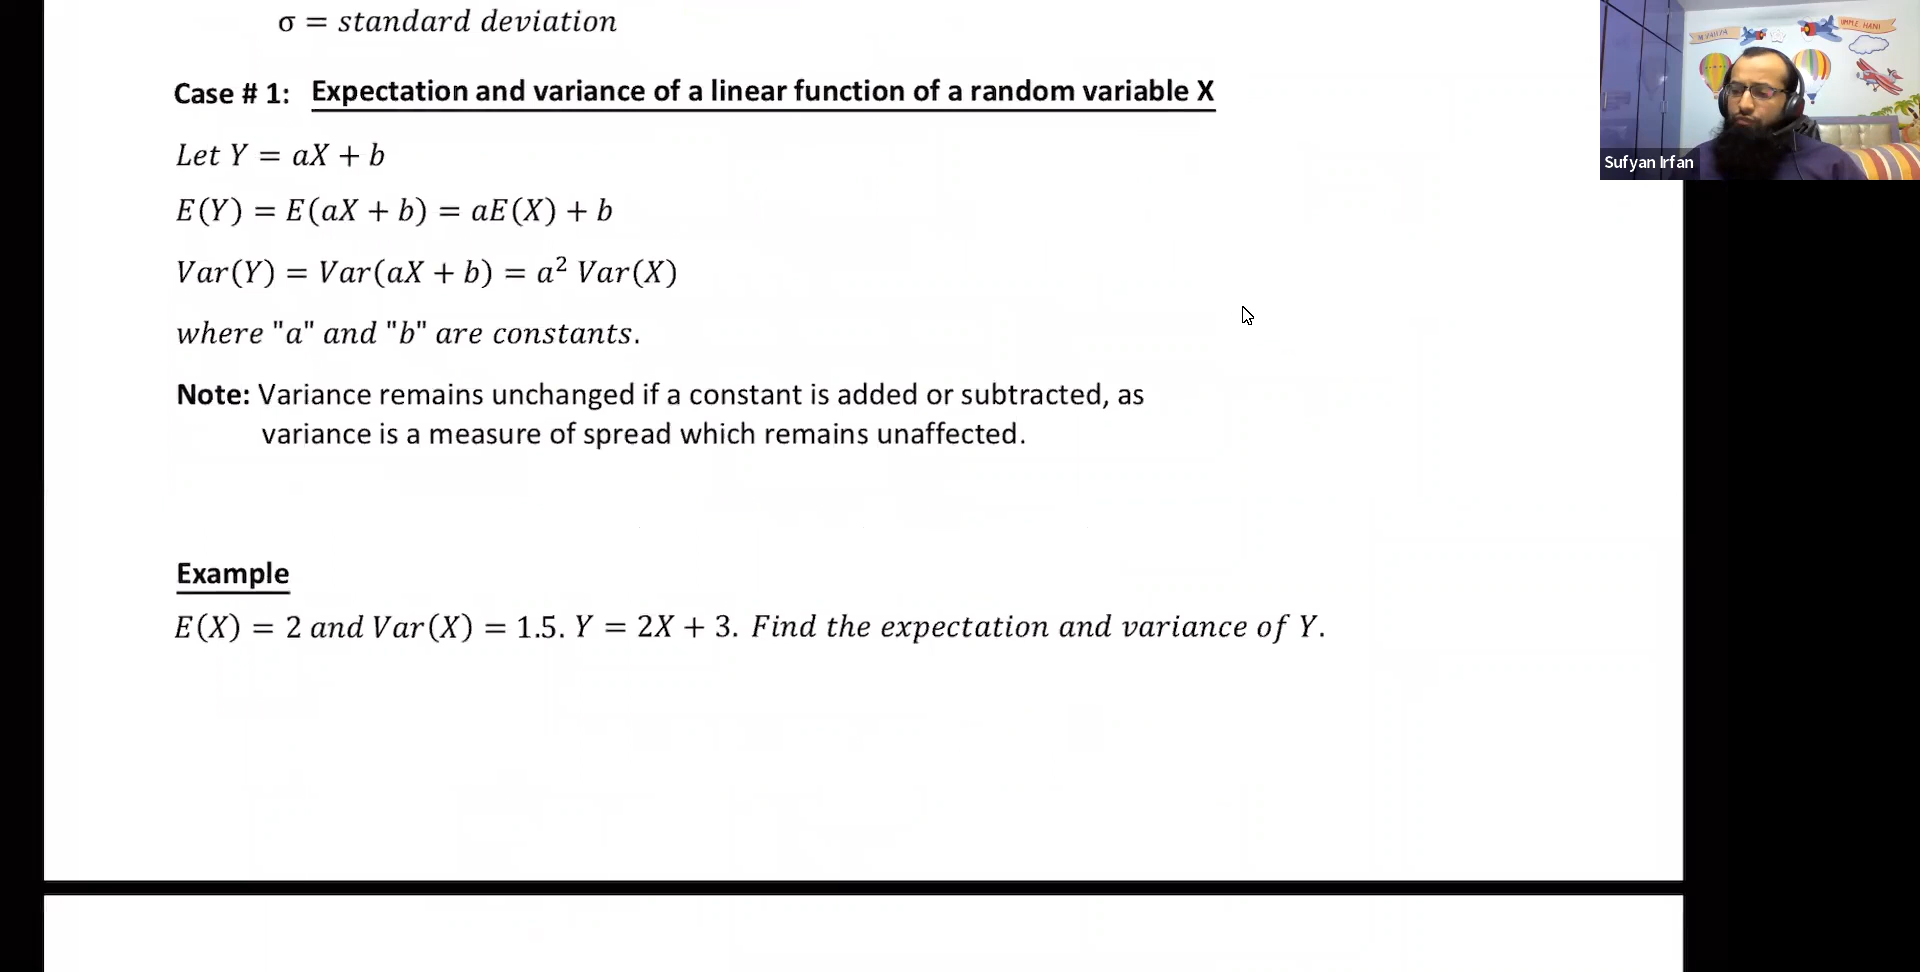 σ = standard deviation
Case # 1: Expectation and variance of a linear function of a random variable X
Let Y = aX + b
E(Y) = E(aX + b) = aE(X) + b
Var(Y) = Var(aX + b) = a² Var(X)
where "a" and "b" are constants.
Note: Variance remains unchanged if a constant is added or subtracted, as
variance is a measure of spread which remains unaffected.
Example
E(X) = 2 and Var(X) = 1.5. Y = 2X + 3. Find the expectation and variance of Y.
HANI
Sufyan Irfan